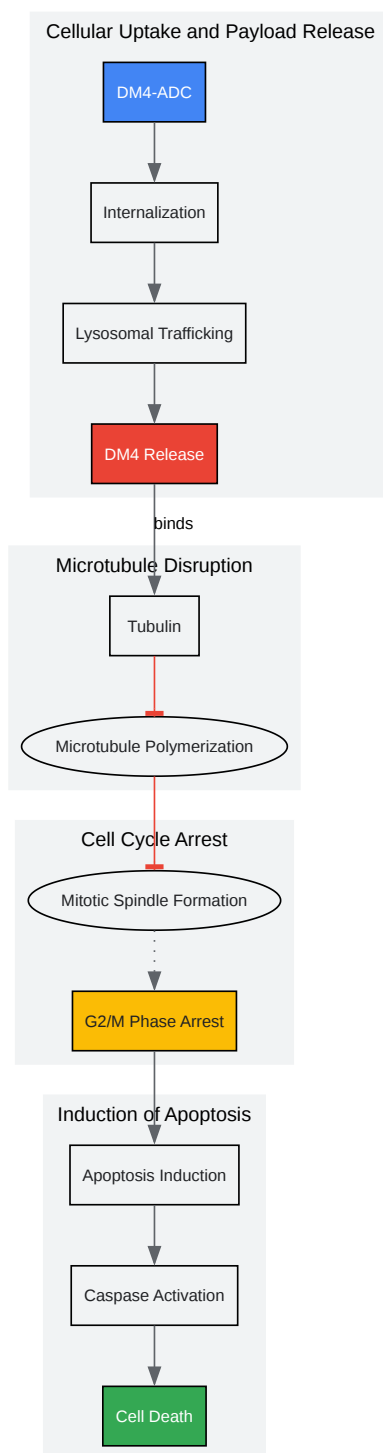 Cellular Uptake and Payload Release
DM4-ADC
Internalization
Lysosomal Trafficking
DM4 Release
binds
Microtubule Disruption
Tubulin
Microtubule Polymerization
Cell Cycle Arrest
Mitotic Spindle Formation
G2/M Phase Arrest
Induction of Apoptosis
Apoptosis Induction
Caspase Activation
Cell Death